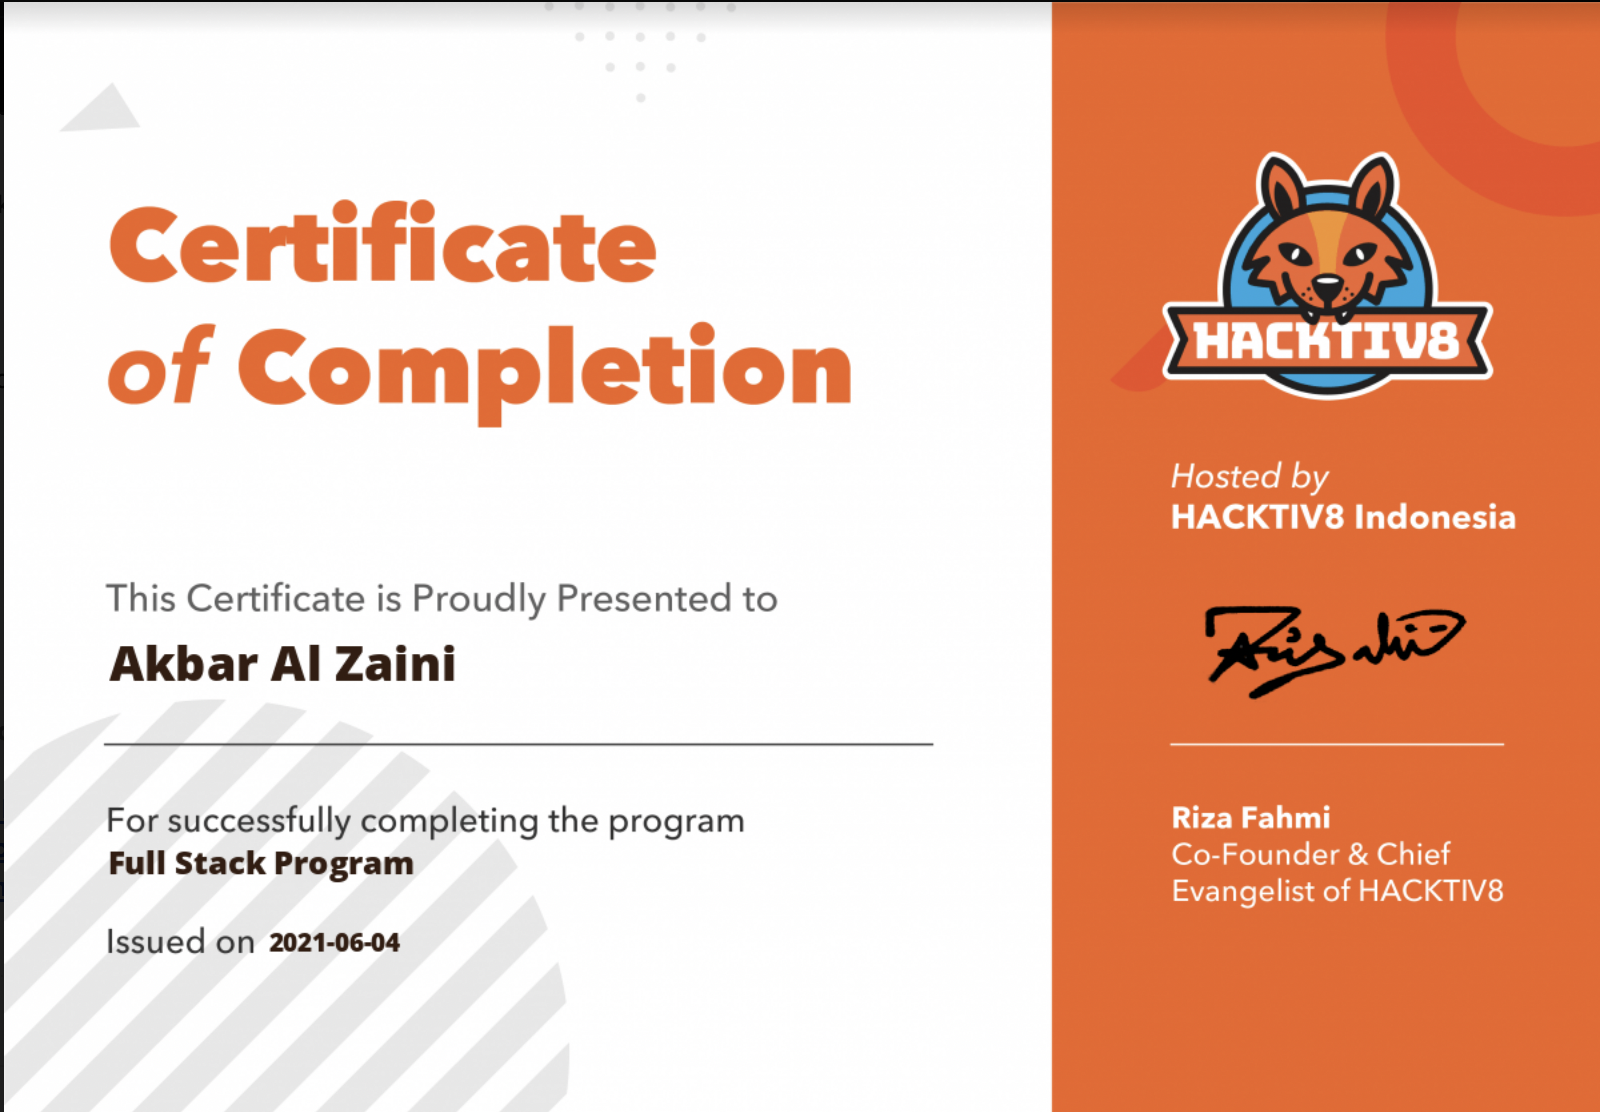 Certificate
of Completion
This Certificate is Proudly Presented to
Akbar Al Zaini
For successfully completing the program
Full Stack Program
Issued on 2021-06-04
HACKTIV8
Hosted by
HACKTIV8 Indonesia
Riza Fahmi
Co-Founder & Chief
Evangelist of HACKTIV8